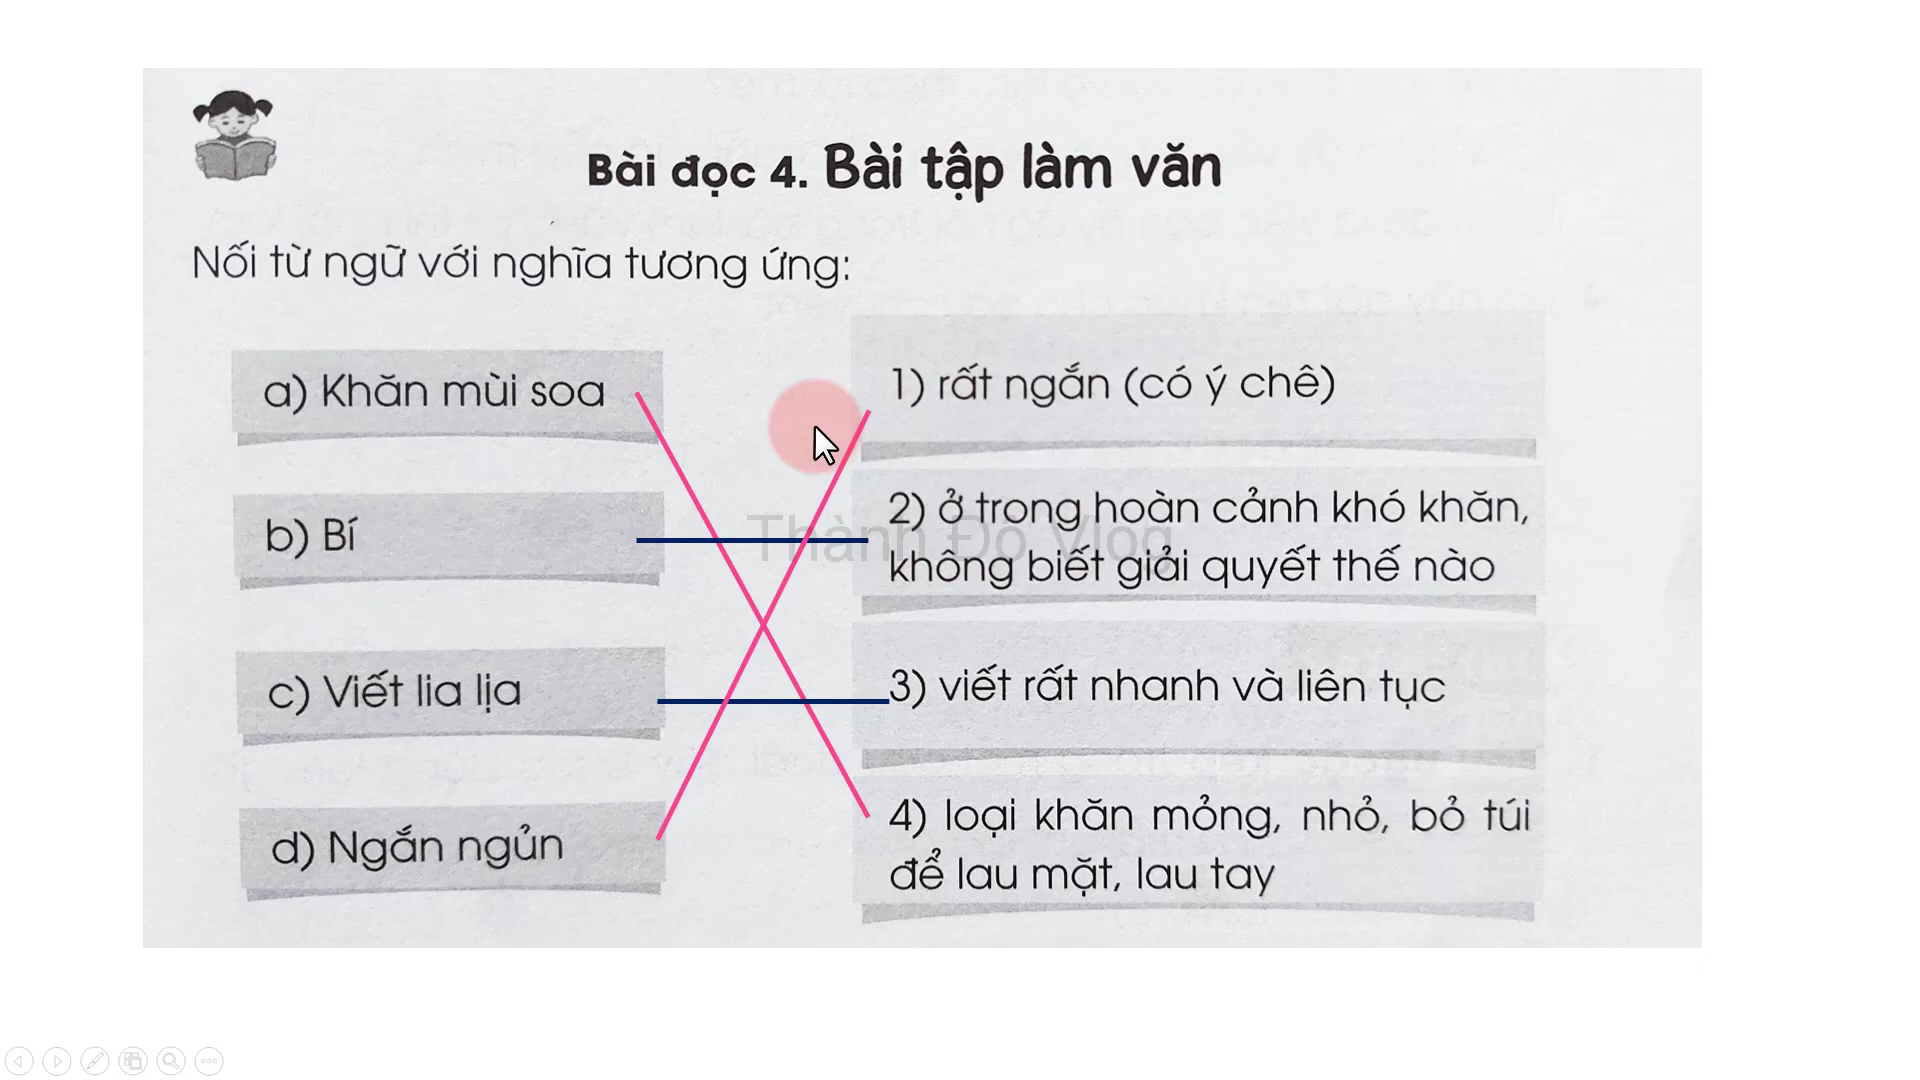 Bài đọc 4. Bài tập làm văn
Nối từ ngữ với nghĩa tương ứng:
a) Khăn mùi soa
1) rất ngắn (có ý chê)
b) Bí
2) ở trong hoàn cảnh khó khăn,
không biết giải quyết thế nào
Thành Đô Vlog
c) Viết lia lịa
3) viết rất nhanh và liên tục
d) Ngắn ngủn
4) loại khăn mỏng, nhỏ, bỏ túi
để lau mặt, lau tay